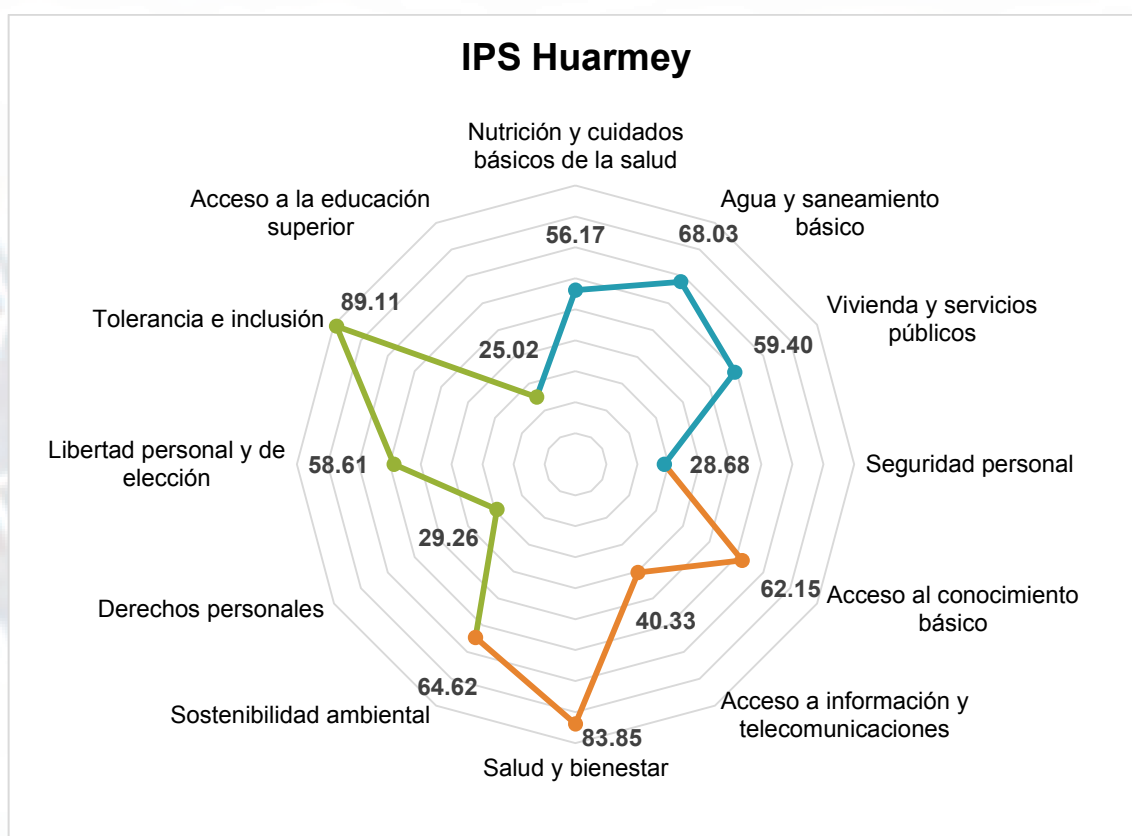 IPS Huarmey
Nutrición y cuidados
básicos de la salud
56.17
Agua y saneamiento
básico
68.03
Vivienda y servicios
públicos
59.40
Seguridad personal
28.68
Acceso al conocimiento
básico
62.15
Acceso a información y
telecomunicaciones
40.33
Salud y bienestar
83.85
Sostenibilidad ambiental
64.62
Derechos personales
29.26
Libertad personal y de
elección
58.61
Tolerancia e inclusión
89.11
Acceso a la educación
superior
25.02